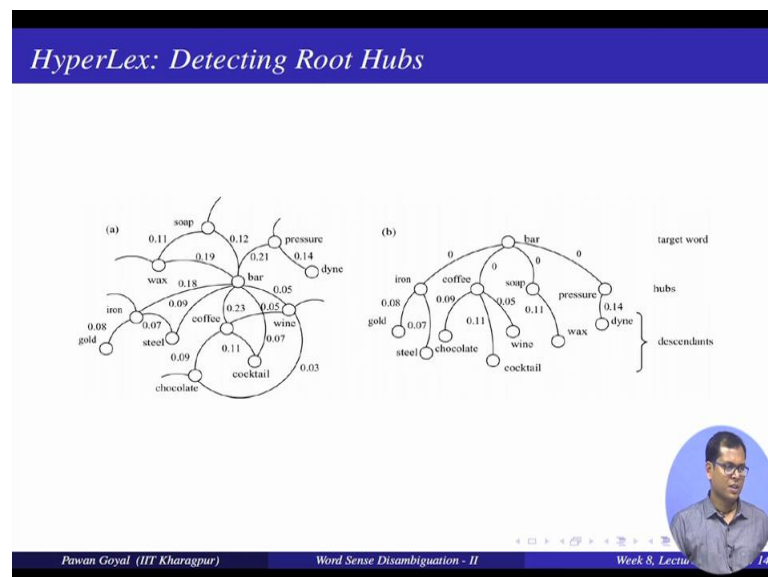 HyperLex: Detecting Root Hubs
(a)
soap
0.11
0.12
pressure
0.19
0.21
0.14
dyne
wax
0.18
bar
0.05
iron
0.09
0.23
0.05
coffee
wine
0.08
0.07
gold
steel
0.07
0.09
0.11
0.03
cocktail
chocolate
(b)
bar
target word
0
0
0
0
iron
coffee
soap
hubs
pressure
0.08
0.09
0.05
0.11
0.14
gold
0.07
0.11
dyne
steel
chocolate
wine
wax
descendants
cocktail
Pawan Goyal (IIT Kharagpur)
Word Sense Disambiguation - II
Week 8,
14